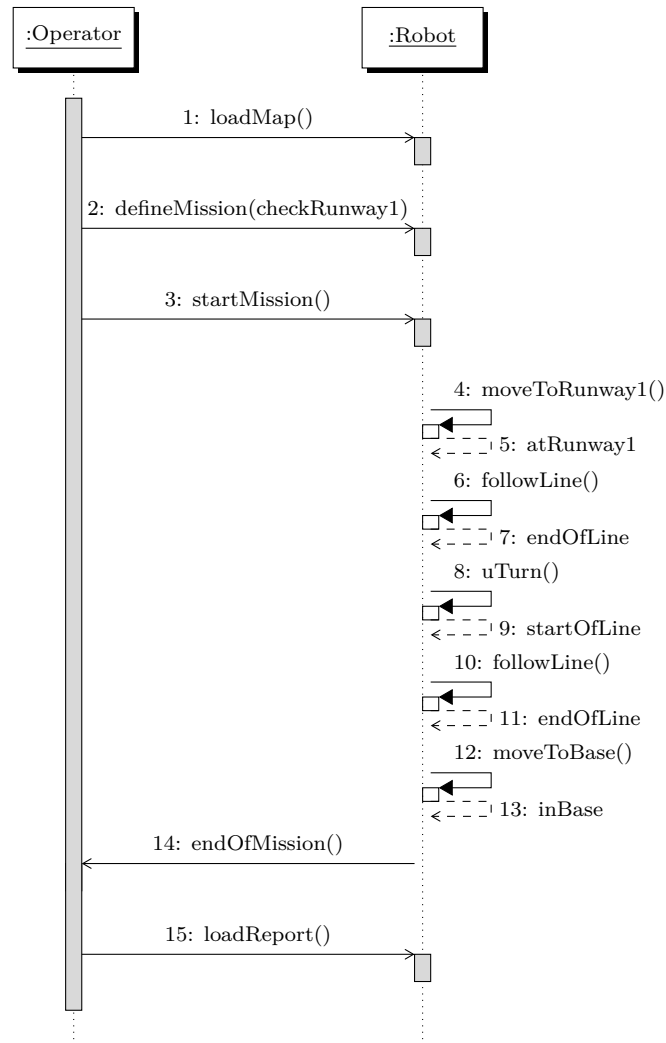 :Operator
:Robot
1: loadMap()
2: defineMission(checkRunway1)
3: startMission()
4: moveToRunway1()
5: atRunway1
6: followLine()
7: endOfLine
8: uTurn()
9: startOfLine
10: followLine()
11: endOfLine
12: moveToBase()
13: inBase
14: endOfMission()
15: loadReport()